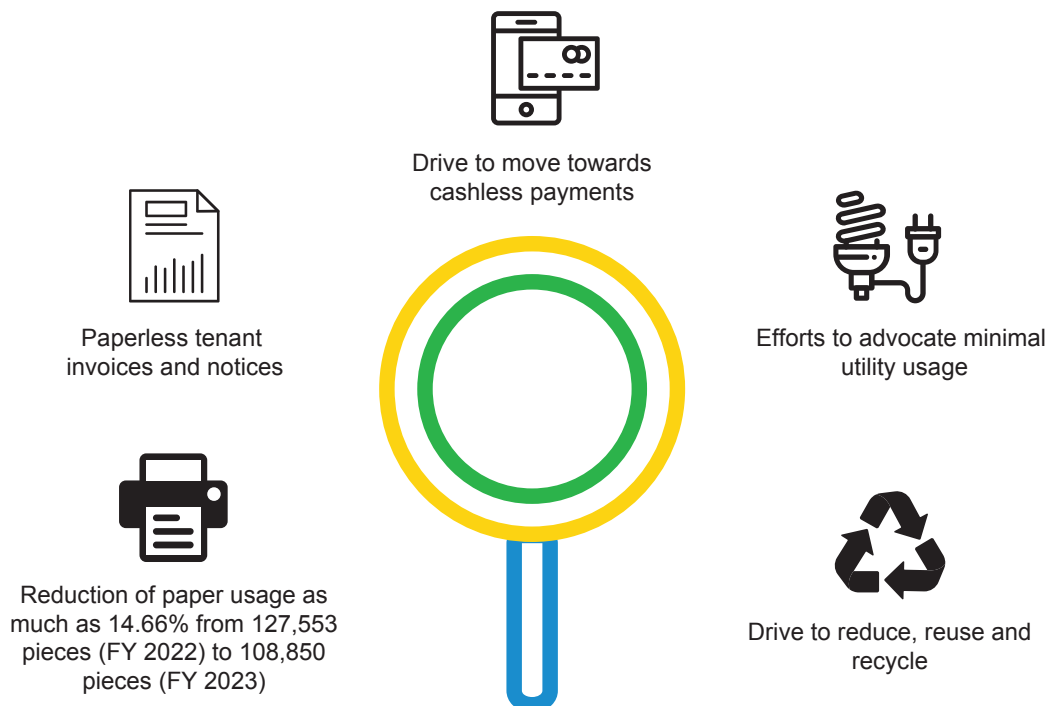 Drive to move towards
cashless payments
Paperless tenant
invoices and notices
Efforts to advocate minimal
utility usage
Reduction of paper usage as
much as 14.66% from 127,553
pieces (FY 2022) to 108,850
pieces (FY 2023)
Drive to reduce, reuse and
recycle